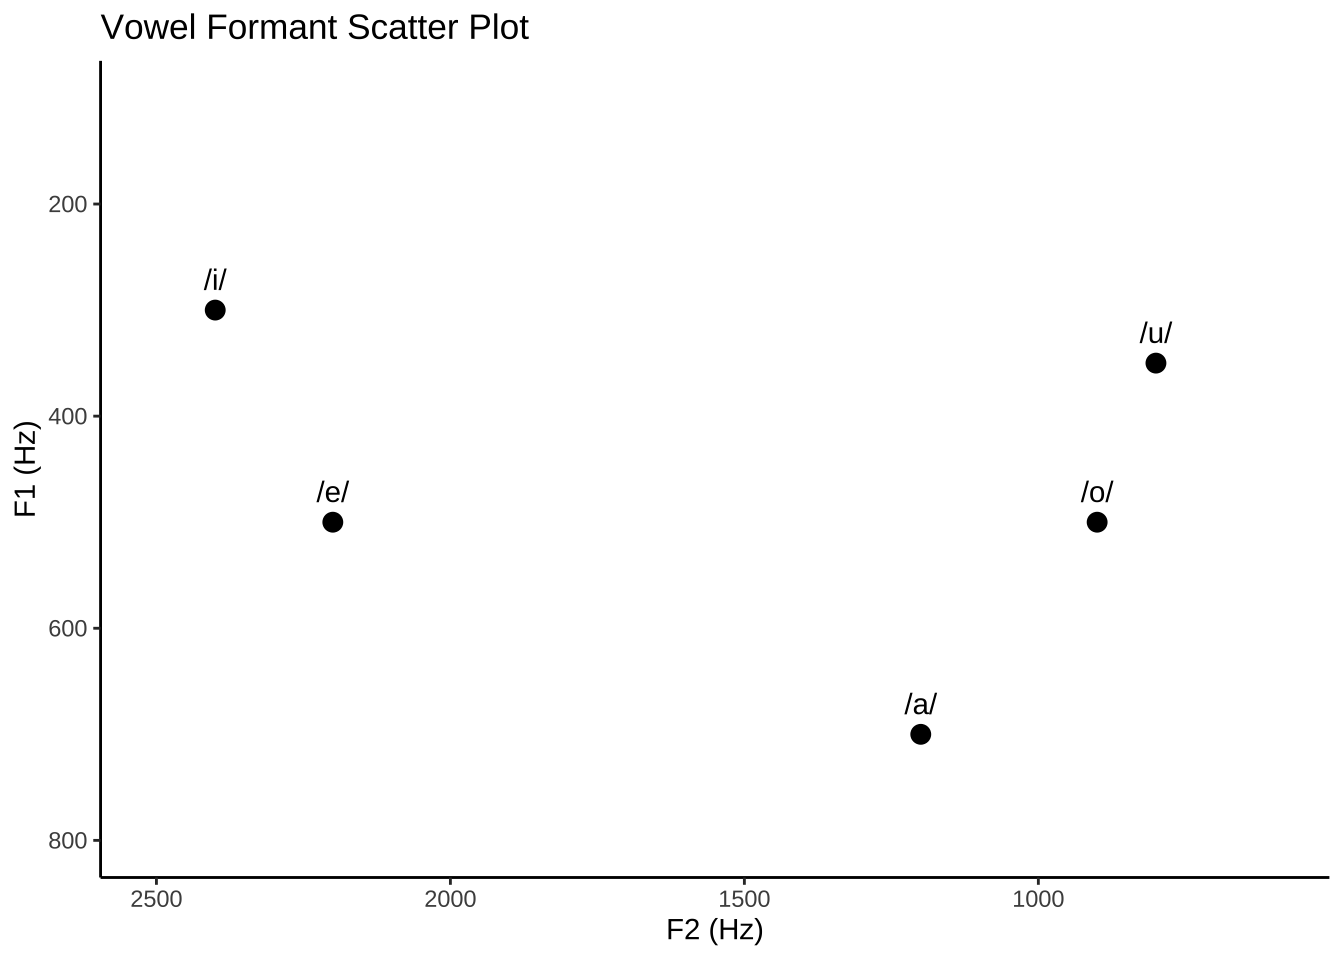 Vowel Formant Scatter Plot
200
/i/
/u/
400
F1 (Hz)
/e/
/o/
600
/a/
800
2500
2000
1500
1000
F2 (Hz)